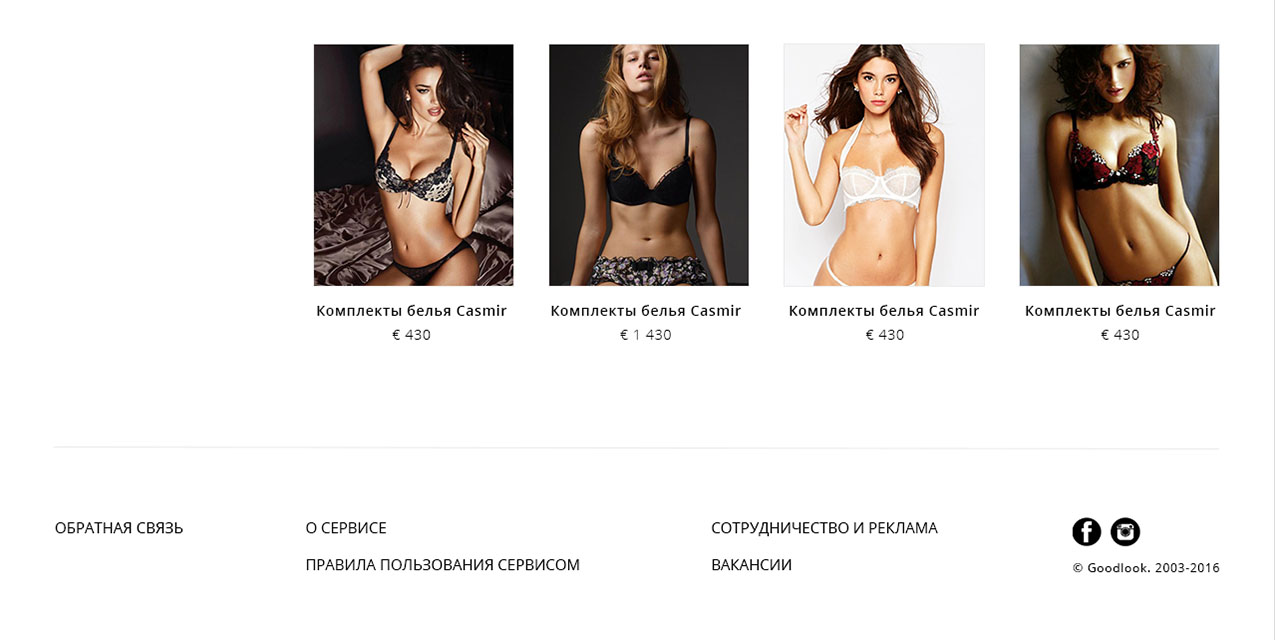 Комплекты белья Casmir
€ 430
Комплекты белья Casmir
€ 1 430
Комплекты белья Casmir
€ 430
Комплекты белья Casmir
€ 430
ОБРАТНАЯ СВЯЗЬ
О СЕРВИСЕ
ПРАВИЛА ПОЛЬЗОВАНИЯ СЕРВИСОМ
СОТРУДНИЧЕСТВО И РЕКЛАМА
ВАКАНСИИ
© Goodlook. 2003-2016